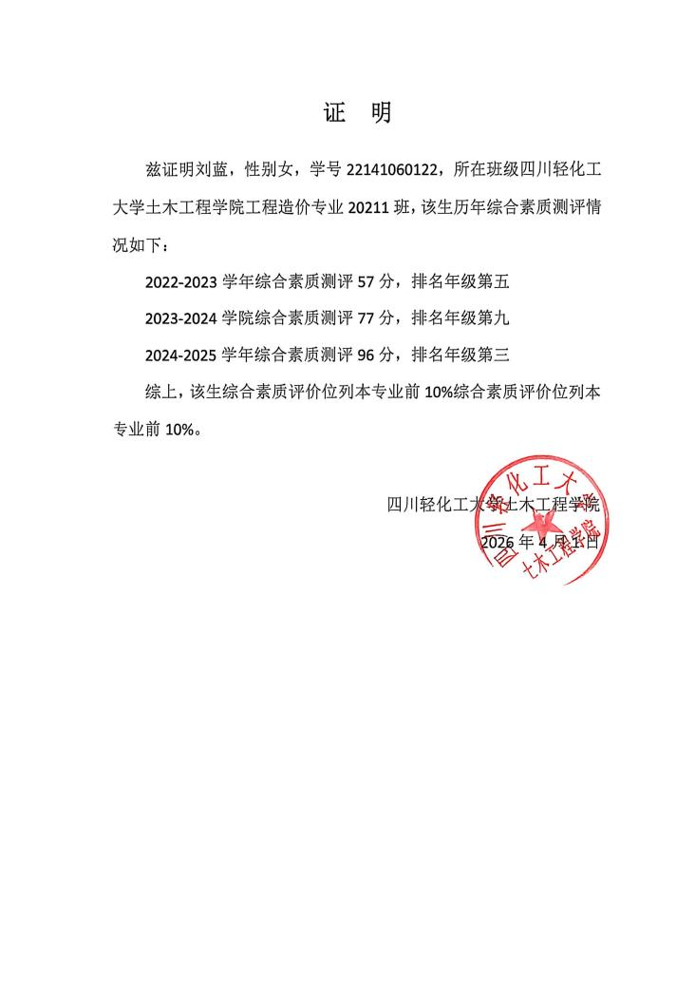 证 明
兹证明刘蓝，性别女，学号 22141060122，所在班级四川轻化工
大学土木工程学院工程造价专业 20211 班，该生历年综合素质测评情
况如下：
2022-2023 学年综合素质测评 57 分，排名年级第五
2023-2024 学院综合素质测评 77 分，排名年级第九
2024-2025 学年综合素质测评 96 分，排名年级第三
综上，该生综合素质评价位列本专业前 10%综合素质评价位列本
专业前 10%。
四川轻化工大学土木工程学院
2026 年 4 月 1 日
四川轻化工大学
土木工程学院